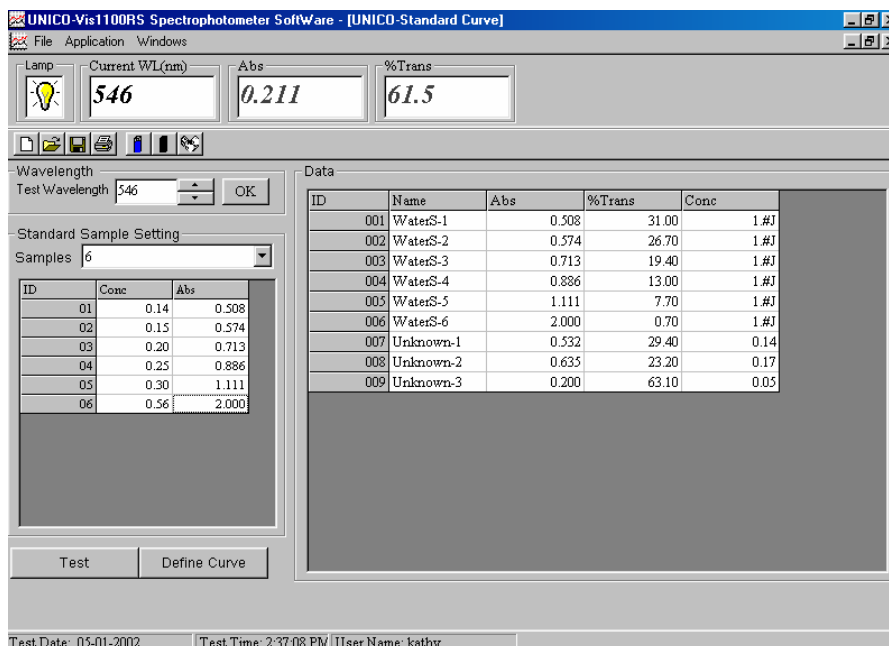 UNICO-Vis1100RS Spectrophotometer SoftWare - [UNICO-Standard Curve]
File Application Windows
Lamp Current WL(nm) Abs %Trans
546 0.211 61.5
Wavelength
Test Wavelength 546 OK
Standard Sample Setting
Samples 6
ID Conc Abs
01 0.14 0.508
02 0.15 0.574
03 0.20 0.713
04 0.25 0.886
05 0.30 1.111
06 0.56 2.000
Test Define Curve
Data
ID Name Abs %Trans Conc
001 WaterS-1 0.508 31.00 1.#J
002 WaterS-2 0.574 26.70 1.#J
003 WaterS-3 0.713 19.40 1.#J
004 WaterS-4 0.886 13.00 1.#J
005 WaterS-5 1.111 7.70 1.#J
006 WaterS-6 2.000 0.70 1.#J
007 Unknown-1 0.532 29.40 0.14
008 Unknown-2 0.635 23.20 0.17
009 Unknown-3 0.200 63.10 0.05
Test Date: 05-01-2002 Test Time: 2:37:08 PM User Name: kathy